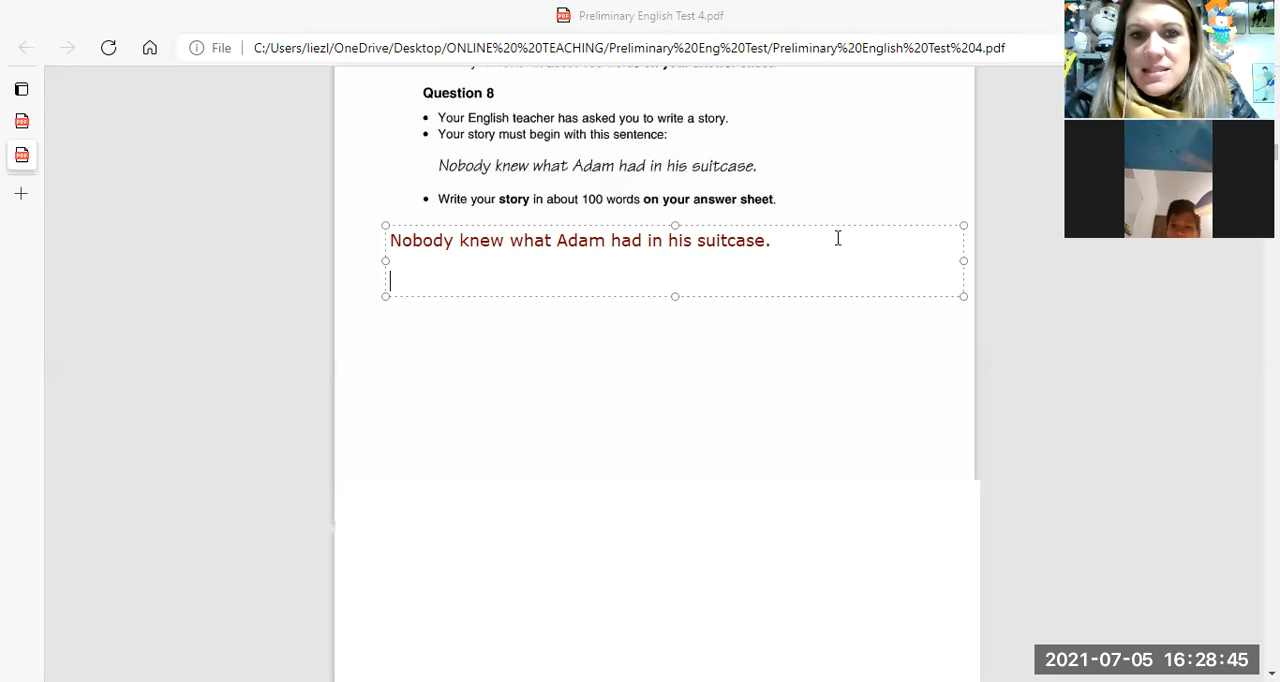 Preliminary English Test 4.pdf
File C:/Users/liezl/OneDrive/Desktop/ONLINE%20%20TEACHING/Preliminary%20Eng%20Test/Preliminary%20English%20Test%204.pdf
Question 8
• Your English teacher has asked you to write a story.
• Your story must begin with this sentence:
Nobody knew what Adam had in his suitcase.
• Write your story in about 100 words on your answer sheet.
Nobody knew what Adam had in his suitcase.
2021-07-05 16:28:45